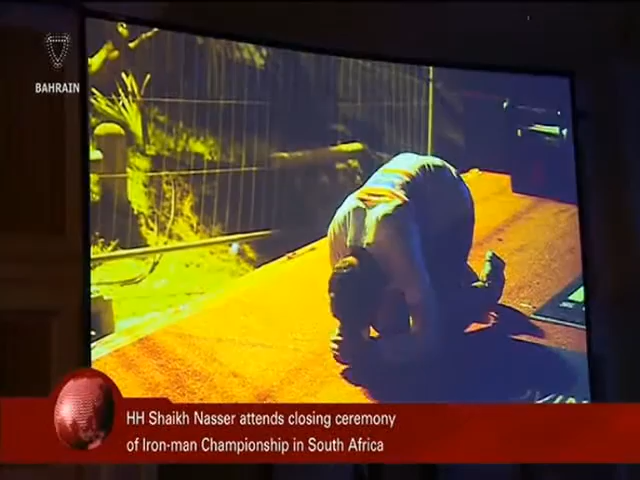 BAHRAIN
HH Shaikh Nasser attends closing ceremony
of Iron-man Championship in South Africa